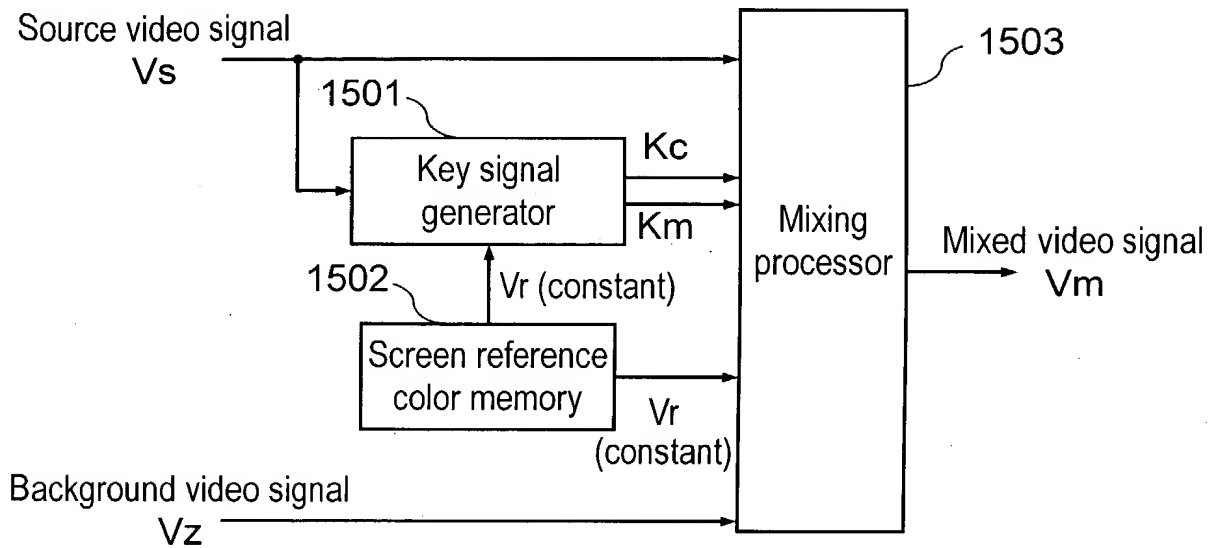 Source video signal
Vs
1503
1501
Key signal
generator
Kc
Km
Mixing
processor
Mixed video signal
Vm
1502
Vr (constant)
Screen reference
color memory
Vr
(constant)
Background video signal
Vz